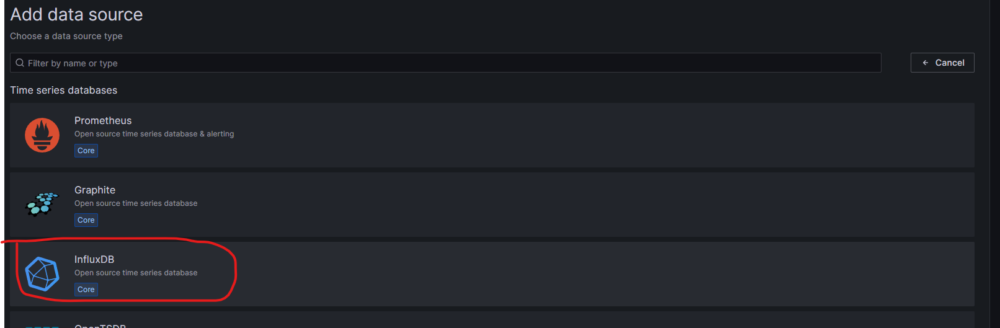 Add data source
Choose a data source type
Filter by name or type
Cancel
Time series databases
Prometheus
Open source time series database & alerting
Core
Graphite
Open source time series database
Core
InfluxDB
Open source time series database
Core
OpenTSDB